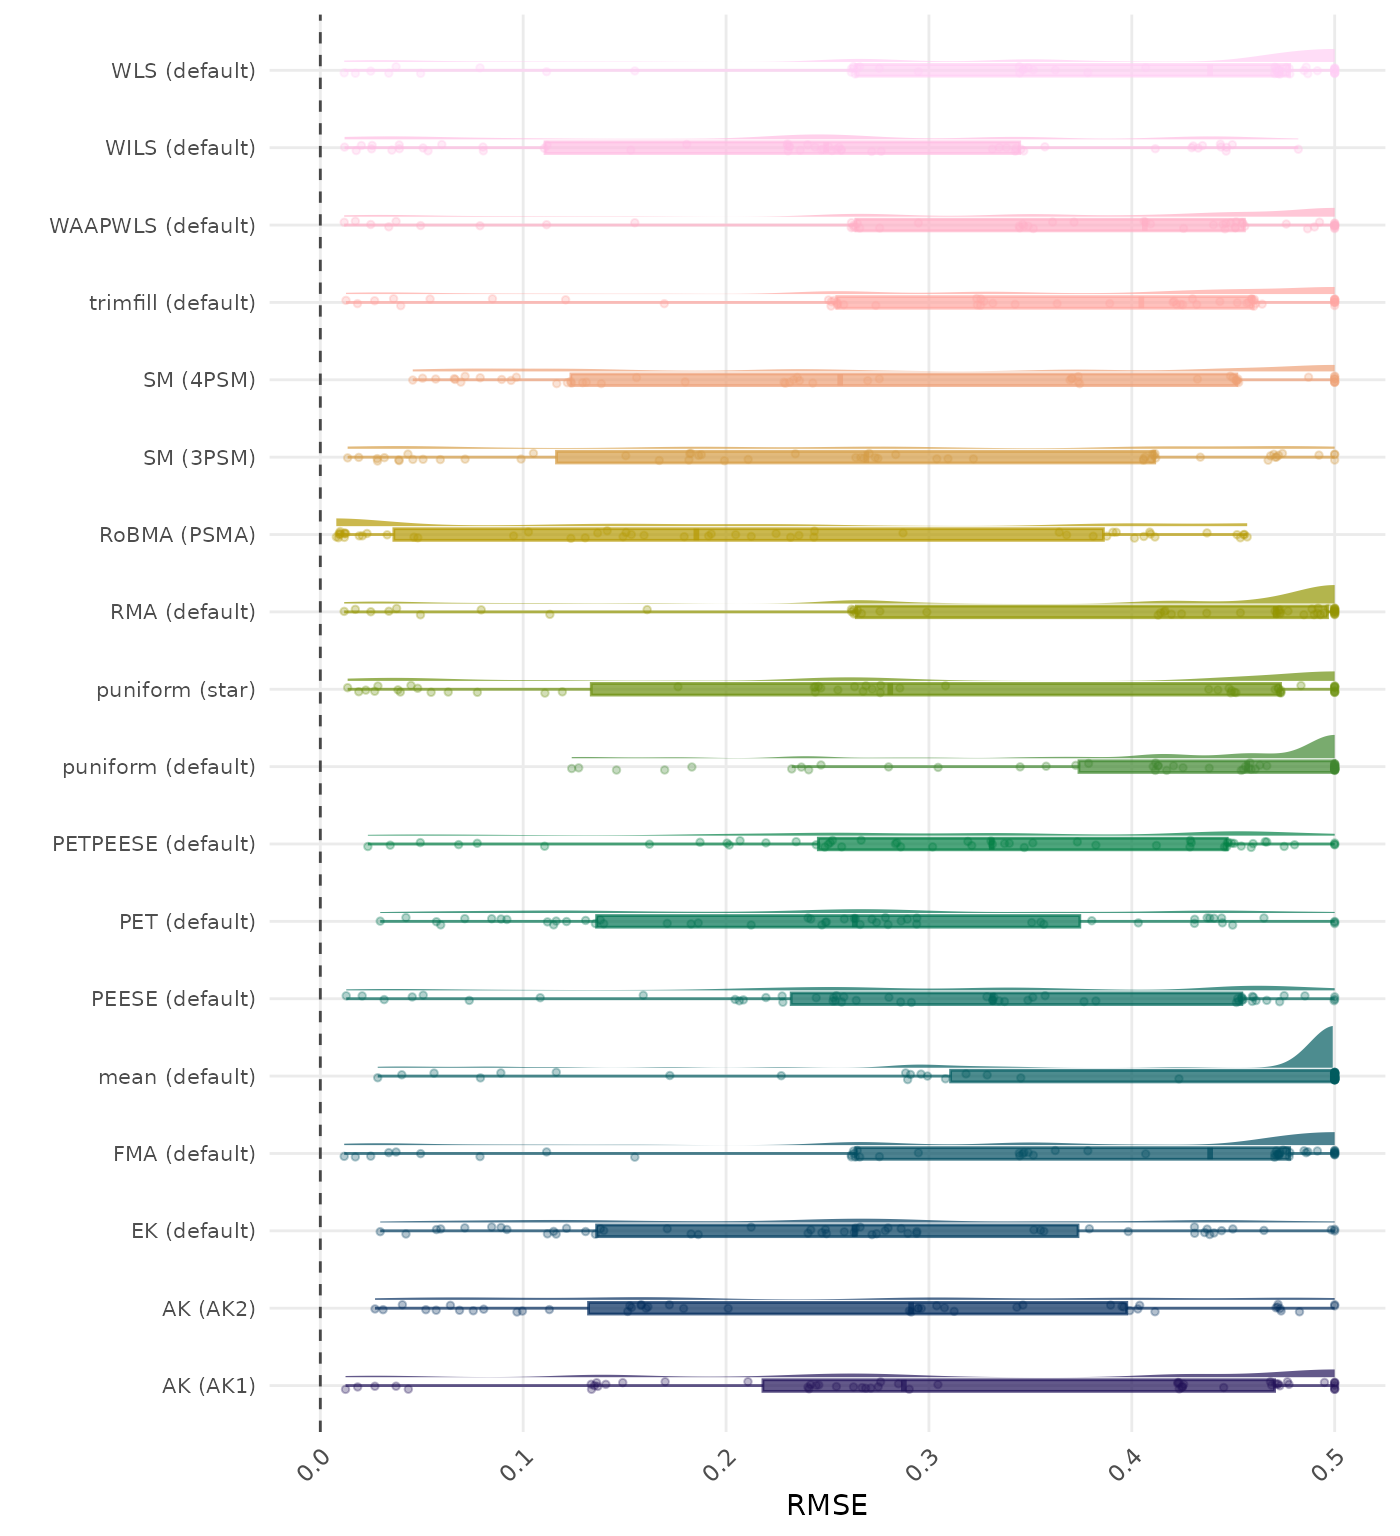 WLS (default)
WILS (default)
WAAPWLS (default)
trimfill (default)
SM (4PSM)
SM (3PSM)
RoBMA (PSMA)
RMA (default)
puniform (star)
puniform (default)
PETPEESE (default)
PET (default)
PEESE (default)
mean (default)
FMA (default)
EK (default)
AK (AK2)
AK (AK1)
0.0 0.1 0.2 0.3 0.4 0.5
RMSE